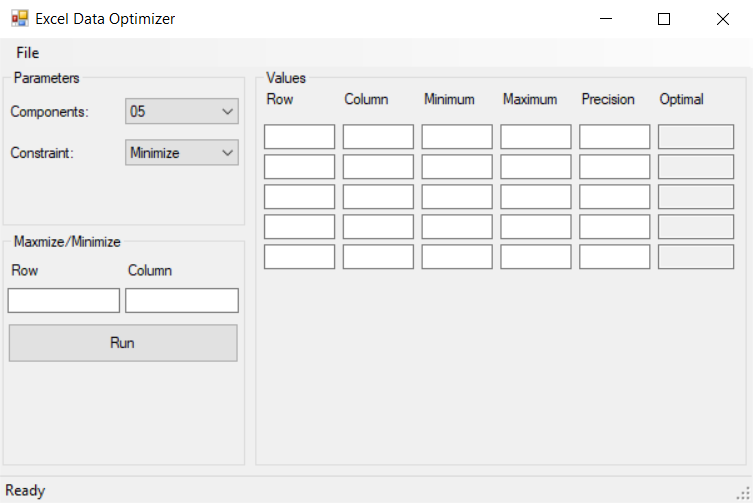 Excel Data Optimizer
File
Parameters
Components: 05
Constraint: Minimize
Maxmize/Minimize
Row Column
Run
Values
Row Column Minimum Maximum Precision Optimal
Ready